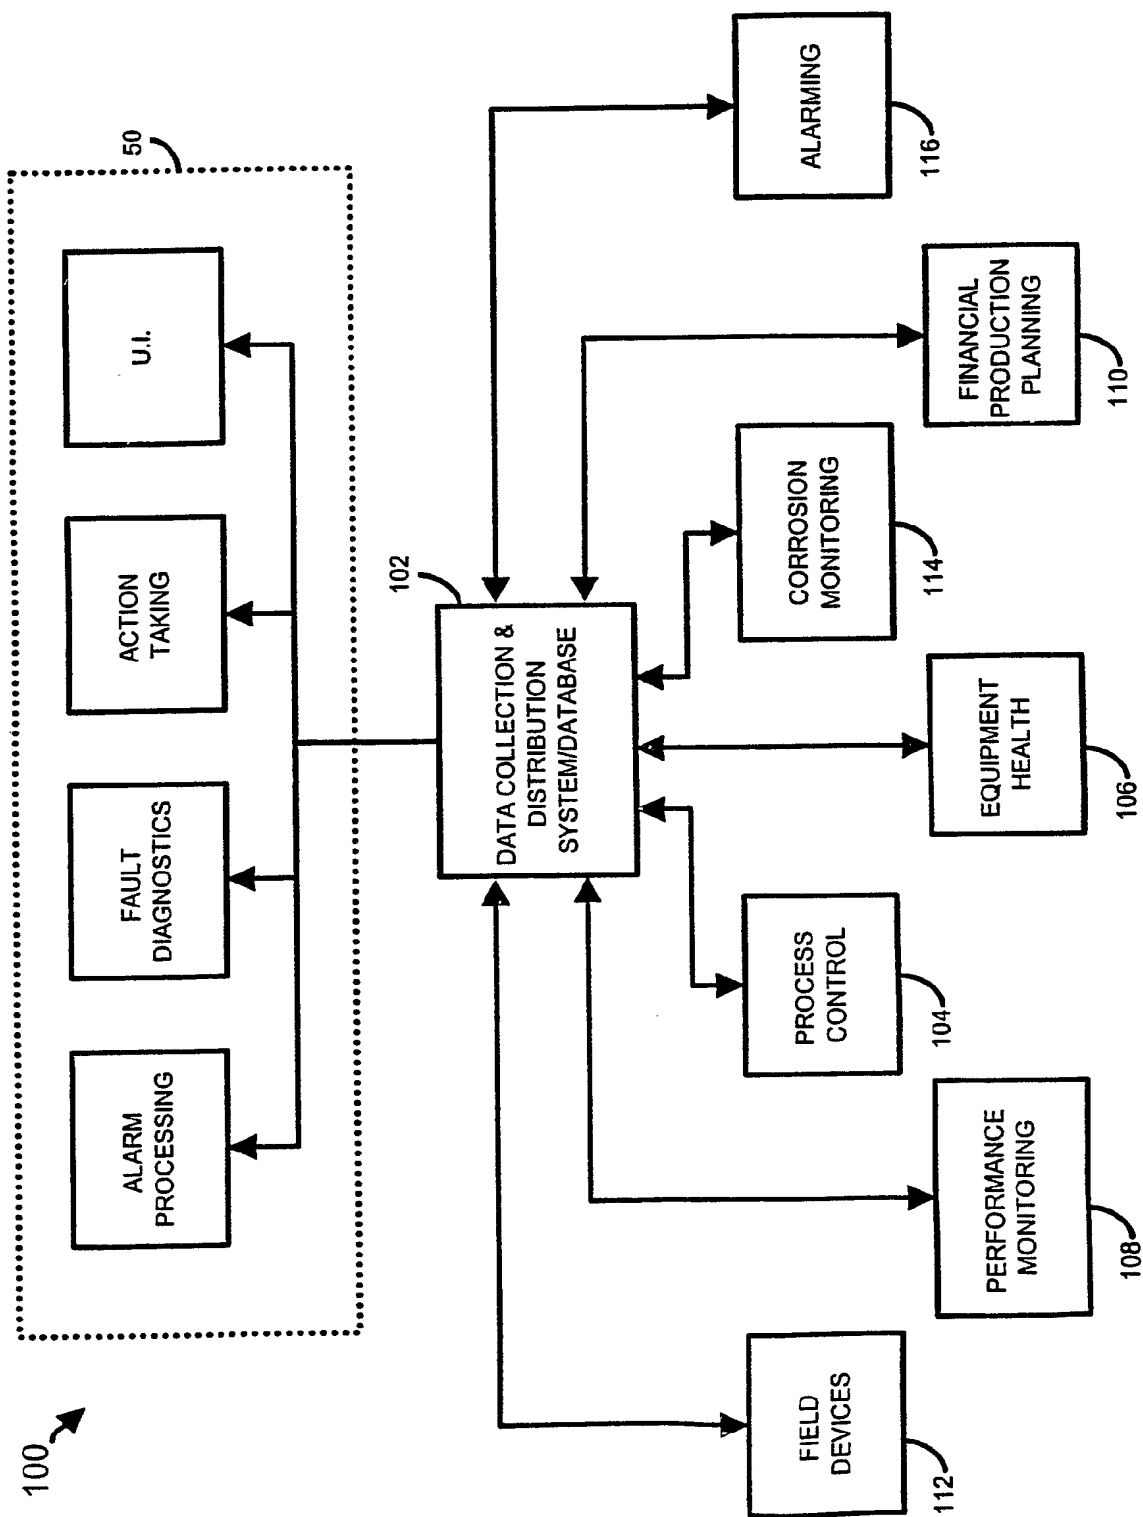 100
50
ALARM
PROCESSING
FAULT
DIAGNOSTICS
ACTION
TAKING
U.I.
102
DATA COLLECTION &
DISTRIBUTION
SYSTEM/DATABASE
FIELD
DEVICES
112
PERFORMANCE
MONITORING
108
PROCESS
CONTROL
104
EQUIPMENT
HEALTH
106
CORROSION
MONITORING
114
FINANCIAL
PRODUCTION
PLANNING
110
ALARMING
116